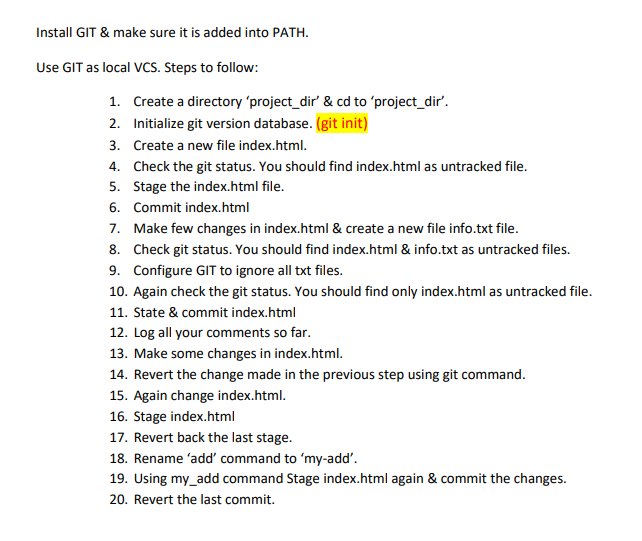 Install GIT & make sure it is added into PATH.
Use GIT as local VCS. Steps to follow:
1. Create a directory ‘project_dir’ & cd to ‘project_dir’.
2. Initialize git version database. (git init)
3. Create a new file index.html.
4. Check the git status. You should find index.html as untracked file.
5. Stage the index.html file.
6. Commit index.html
7. Make few changes in index.html & create a new file info.txt file.
8. Check git status. You should find index.html & info.txt as untracked files.
9. Configure GIT to ignore all txt files.
10. Again check the git status. You should find only index.html as untracked file.
11. State & commit index.html
12. Log all your comments so far.
13. Make some changes in index.html.
14. Revert the change made in the previous step using git command.
15. Again change index.html.
16. Stage index.html
17. Revert back the last stage.
18. Rename ‘add’ command to ‘my-add’.
19. Using my_add command Stage index.html again & commit the changes.
20. Revert the last commit.